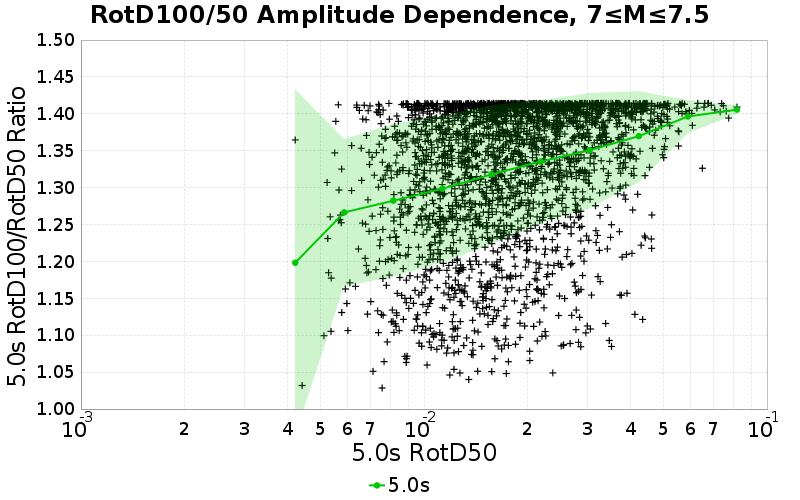 RotD100/50 Amplitude Dependence, 7≤M≤7.5
5.0s RotD100/RotD50 Ratio
1.50
1.45
1.40
1.35
1.30
1.25
1.20
1.15
1.10
1.05
1.00
10⁻³ 2 3 4 5 6 7 10⁻² 2 3 4 5 6 7 10⁻¹
5.0s RotD50
5.0s